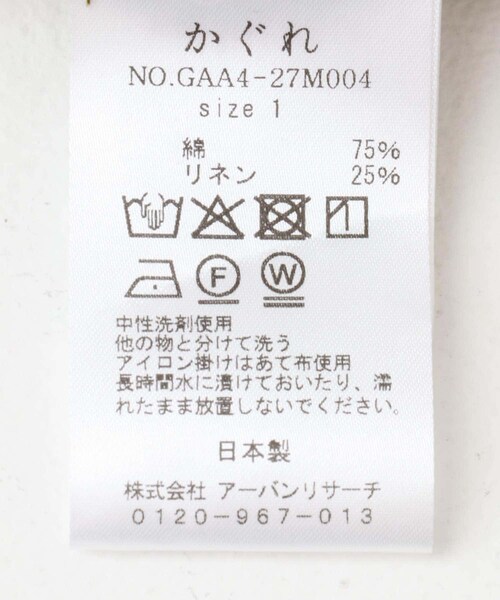 かぐれ
NO.GAA4-27M004
size 1
綿 75%
リネン 25%
F W
中性洗剤使用
他の物と分けて洗う
アイロン掛けはあて布使用
長時間水に漬けておいたり、濡
れたまま放置しないでください。
日本製
株式会社 アーバンリサーチ
0120-967-013